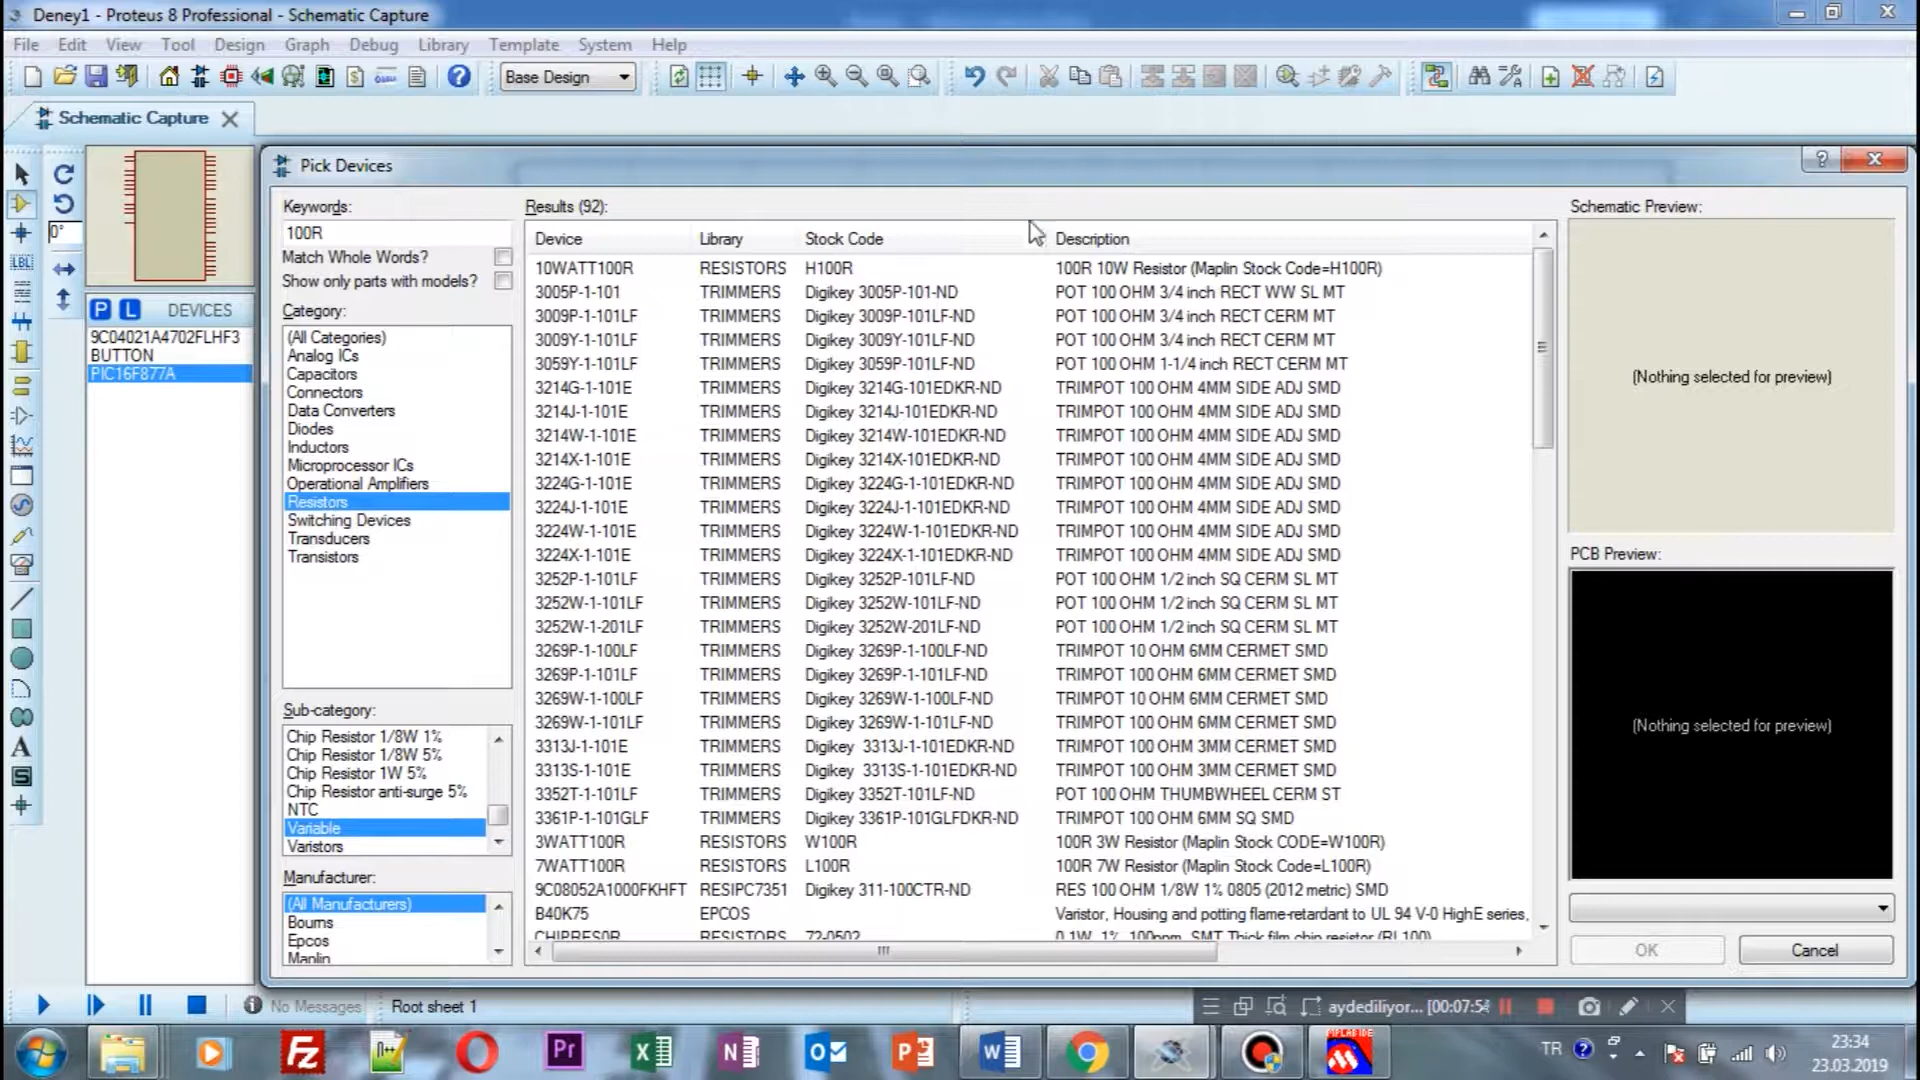 Deney1 - Proteus 8 Professional - Schematic Capture
File Edit View Tool Design Graph Debug Library Template System Help
Base Design
Schematic Capture
Pick Devices
Keywords:
100R
Match Whole Words?
Show only parts with models?
Category:
(All Categories)
Analog ICs
Capacitors
Connectors
Data Converters
Diodes
Inductors
Microprocessor ICs
Operational Amplifiers
Resistors
Switching Devices
Transducers
Transistors
Sub-category:
Chip Resistor 1/8W 1%
Chip Resistor 1/8W 5%
Chip Resistor 1W 5%
Chip Resistor anti-surge 5%
NTC
Variable
Varistors
Manufacturer:
(All Manufacturers)
Bourns
Epcos
Maplin
0°
LBL
P L DEVICES
9C04021A4702FLHF3
BUTTON
PIC16F877A
A
S
Results (92):
Device Library Stock Code Description
10WATT100R RESISTORS H100R 100R 10W Resistor (Maplin Stock Code=H100R)
3005P-1-101 TRIMMERS Digikey 3005P-101-ND POT 100 OHM 3/4 inch RECT WW SL MT
3009P-1-101LF TRIMMERS Digikey 3009P-101LF-ND POT 100 OHM 3/4 inch RECT CERM MT
3009Y-1-101LF TRIMMERS Digikey 3009Y-101LF-ND POT 100 OHM 3/4 inch RECT CERM MT
3059Y-1-101LF TRIMMERS Digikey 3059P-101LF-ND POT 100 OHM 1-1/4 inch RECT CERM MT
3214G-1-101E TRIMMERS Digikey 3214G-101EDKR-ND TRIMPOT 100 OHM 4MM SIDE ADJ SMD
3214J-1-101E TRIMMERS Digikey 3214J-101EDKR-ND TRIMPOT 100 OHM 4MM SIDE ADJ SMD
3214W-1-101E TRIMMERS Digikey 3214W-101EDKR-ND TRIMPOT 100 OHM 4MM SIDE ADJ SMD
3214X-1-101E TRIMMERS Digikey 3214X-101EDKR-ND TRIMPOT 100 OHM 4MM SIDE ADJ SMD
3224G-1-101E TRIMMERS Digikey 3224G-1-101EDKR-ND TRIMPOT 100 OHM 4MM SIDE ADJ SMD
3224J-1-101E TRIMMERS Digikey 3224J-1-101EDKR-ND TRIMPOT 100 OHM 4MM SIDE ADJ SMD
3224W-1-101E TRIMMERS Digikey 3224W-1-101EDKR-ND TRIMPOT 100 OHM 4MM SIDE ADJ SMD
3224X-1-101E TRIMMERS Digikey 3224X-1-101EDKR-ND TRIMPOT 100 OHM 4MM SIDE ADJ SMD
3252P-1-101LF TRIMMERS Digikey 3252P-101LF-ND POT 100 OHM 1/2 inch SQ CERM SL MT
3252W-1-101LF TRIMMERS Digikey 3252W-101LF-ND POT 100 OHM 1/2 inch SQ CERM SL MT
3252W-1-201LF TRIMMERS Digikey 3252W-201LF-ND POT 100 OHM 1/2 inch SQ CERM SL MT
3269P-1-100LF TRIMMERS Digikey 3269P-1-100LF-ND TRIMPOT 10 OHM 6MM CERMET SMD
3269P-1-101LF TRIMMERS Digikey 3269P-1-101LF-ND TRIMPOT 100 OHM 6MM CERMET SMD
3269W-1-100LF TRIMMERS Digikey 3269W-1-100LF-ND TRIMPOT 10 OHM 6MM CERMET SMD
3269W-1-101LF TRIMMERS Digikey 3269W-1-101LF-ND TRIMPOT 100 OHM 6MM CERMET SMD
3313J-1-101E TRIMMERS Digikey 3313J-1-101EDKR-ND TRIMPOT 100 OHM 3MM CERMET SMD
3313S-1-101E TRIMMERS Digikey 3313S-1-101EDKR-ND TRIMPOT 100 OHM 3MM CERMET SMD
3352T-1-101LF TRIMMERS Digikey 3352T-101LF-ND POT 100 OHM THUMBWHEEL CERM ST
3361P-1-101GLF TRIMMERS Digikey 3361P-101GLFDKR-ND TRIMPOT 100 OHM 6MM SQ SMD
3WATT100R RESISTORS W100R 100R 3W Resistor (Maplin Stock CODE=W100R)
7WATT100R RESISTORS L100R 100R 7W Resistor (Maplin Stock Code=L100R)
9C08052A1000FKHFT RESIPC7351 Digikey 311-100CTR-ND RES 100 OHM 1/8W 1% 0805 (2012 metric) SMD
B40K75 EPCOS Varistor, Housing and potting flame-retardant to UL 94 V-0 HighE series,
CHIPRES0R RESISTORS 72-0502 0.1W, 1%, 100ppm, SMT Thick film chip resistor (RL100)
Schematic Preview:
(Nothing selected for preview)
PCB Preview:
(Nothing selected for preview)
OK Cancel
No Messages Root sheet 1
aydediliyor... [00:07:54
Fz Pr X N O P W
TR 23:34
23.03.2019